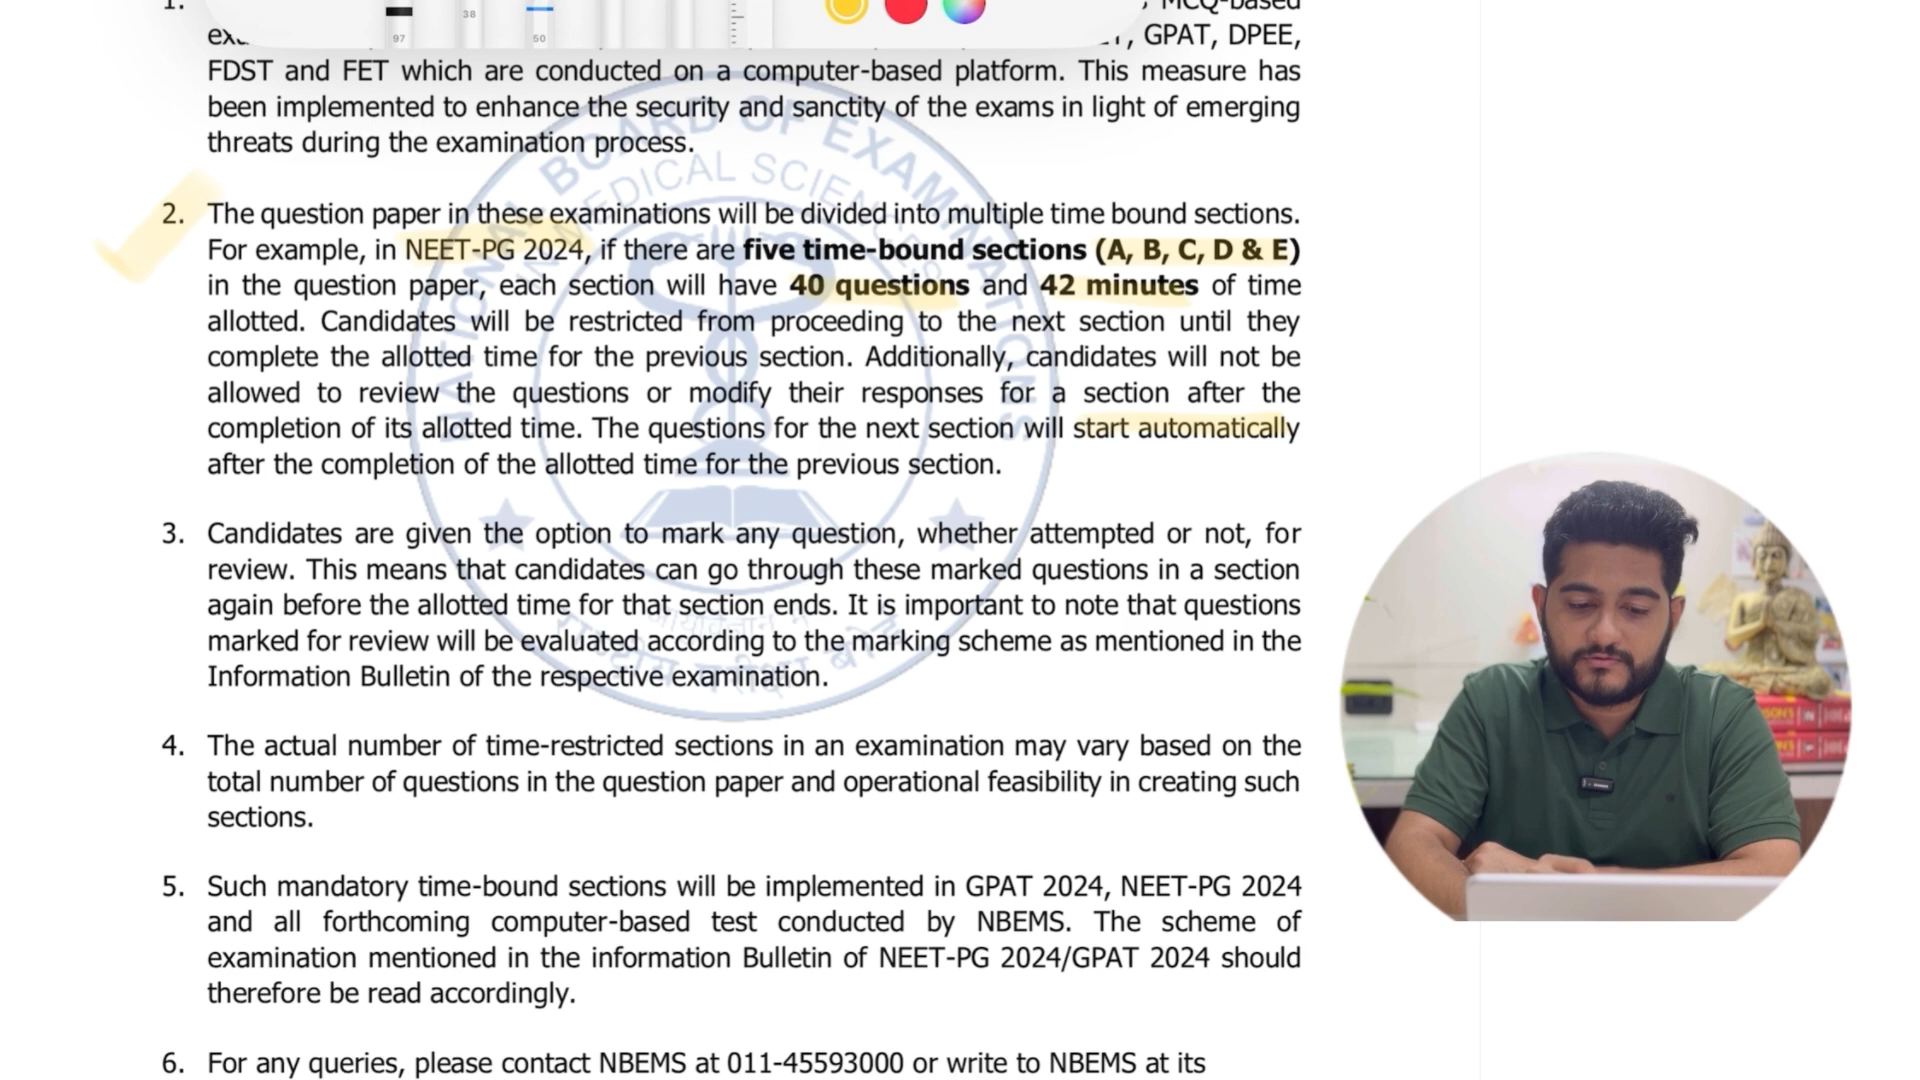 1.
MCQ-based
97
38
50
, GPAT, DPEE,
FDST and FET which are conducted on a computer-based platform. This measure has
been implemented to enhance the security and sanctity of the exams in light of emerging
threats during the examination process.
2. The question paper in these examinations will be divided into multiple time bound sections.
For example, in NEET-PG 2024, if there are five time-bound sections (A, B, C, D & E)
in the question paper, each section will have 40 questions and 42 minutes of time
allotted. Candidates will be restricted from proceeding to the next section until they
complete the allotted time for the previous section. Additionally, candidates will not be
allowed to review the questions or modify their responses for a section after the
completion of its allotted time. The questions for the next section will start automatically
after the completion of the allotted time for the previous section.
3. Candidates are given the option to mark any question, whether attempted or not, for
review. This means that candidates can go through these marked questions in a section
again before the allotted time for that section ends. It is important to note that questions
marked for review will be evaluated according to the marking scheme as mentioned in the
Information Bulletin of the respective examination.
4. The actual number of time-restricted sections in an examination may vary based on the
total number of questions in the question paper and operational feasibility in creating such
sections.
5. Such mandatory time-bound sections will be implemented in GPAT 2024, NEET-PG 2024
and all forthcoming computer-based test conducted by NBEMS. The scheme of
examination mentioned in the information Bulletin of NEET-PG 2024/GPAT 2024 should
therefore be read accordingly.
6. For any queries, please contact NBEMS at 011-45593000 or write to NBEMS at its
NATIONAL BOARD OF EXAMINATIONS
IN MEDICAL SCIENCES